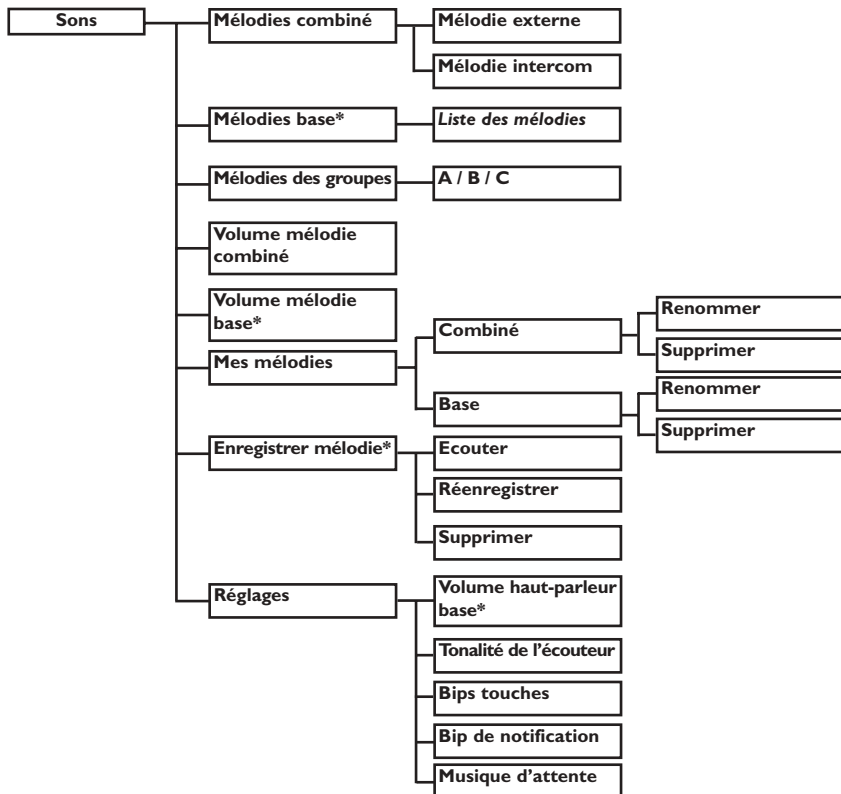 Sons
Mélodies combiné
Mélodie externe
Mélodie intercom
Mélodies base*
Liste des mélodies
Mélodies des groupes
A / B / C
Volume mélodie
combiné
Volume mélodie
base*
Mes mélodies
Combiné
Renommer
Supprimer
Base
Renommer
Supprimer
Enregistrer mélodie*
Ecouter
Réenregistrer
Supprimer
Réglages
Volume haut-parleur
base*
Tonalité de l’écouteur
Bips touches
Bip de notification
Musique d’attente